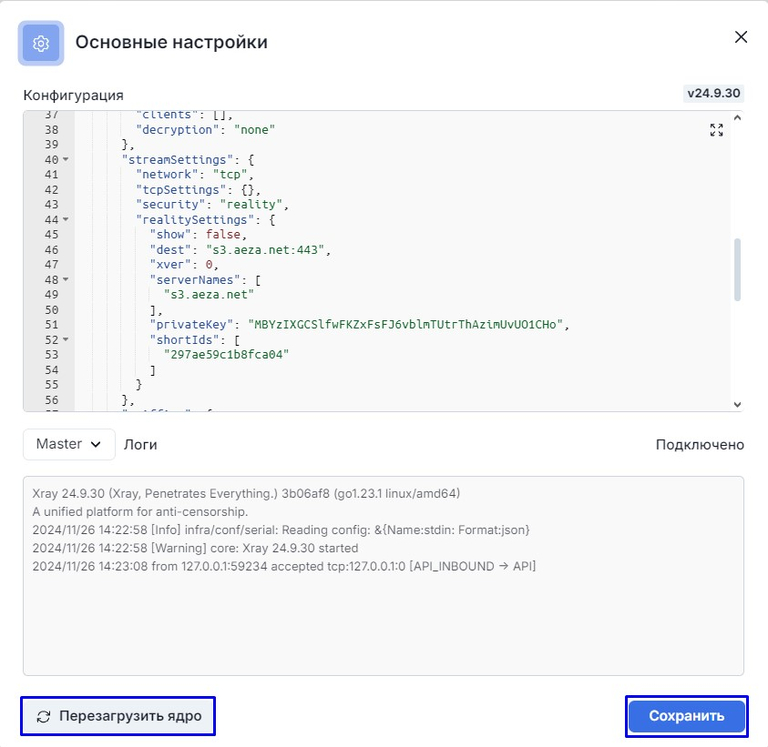 Основные настройки
Конфигурация
v24.9.30
37 "clients": [],
38 "decryption": "none"
39 },
40 "streamSettings": {
41 "network": "tcp",
42 "tcpSettings": {},
43 "security": "reality",
44 "realitySettings": {
45 "show": false,
46 "dest": "s3.aeza.net:443",
47 "xver": 0,
48 "serverNames": [
49 "s3.aeza.net"
50 ],
51 "privateKey": "MBYzIXGCSlfwFKZxFsFJ6vblmTUtrThAzimUvUO1CHo",
52 "shortIds": [
53 "297ae59c1b8fca04"
54 ]
55 }
56 },
Master
Логи
Подключено
Xray 24.9.30 (Xray, Penetrates Everything.) 3b06af8 (go1.23.1 linux/amd64)
A unified platform for anti-censorship.
2024/11/26 14:22:58 [Info] infra/conf/serial: Reading config: &{Name:stdin: Format:json}
2024/11/26 14:22:58 [Warning] core: Xray 24.9.30 started
2024/11/26 14:23:08 from 127.0.0.1:59234 accepted tcp:127.0.0.1:0 [API_INBOUND → API]
Перезагрузить ядро
Сохранить